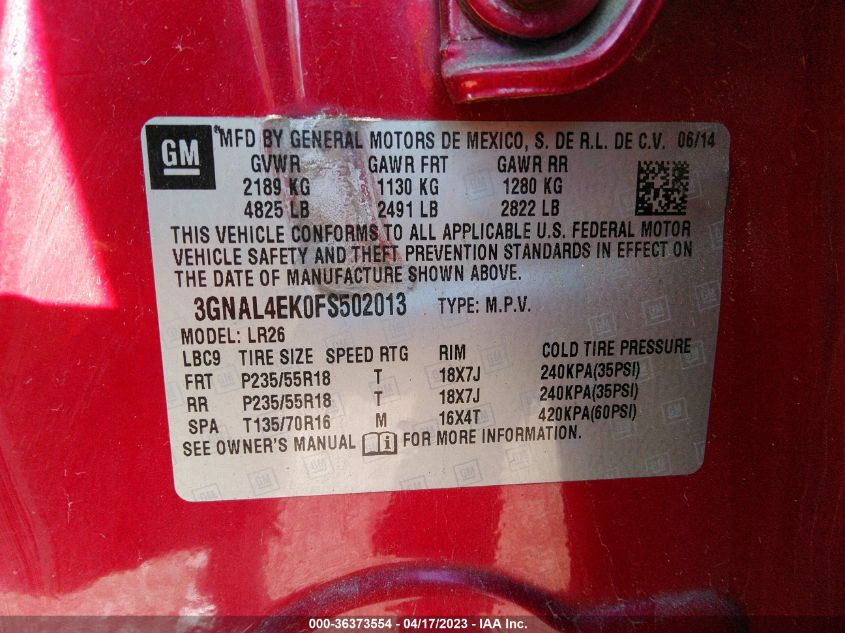 GM
MFD BY GENERAL MOTORS DE MEXICO, S. DE R.L. DE C.V. 06/14
GVWR GAWR FRT GAWR RR
2189 KG 1130 KG 1280 KG
4825 LB 2491 LB 2822 LB
THIS VEHICLE CONFORMS TO ALL APPLICABLE U.S. FEDERAL MOTOR
VEHICLE SAFETY AND THEFT PREVENTION STANDARDS IN EFFECT ON
THE DATE OF MANUFACTURE SHOWN ABOVE.
3GNAL4EK0FS502013 TYPE: M.P.V.
MODEL: LR26
LBC9 TIRE SIZE SPEED RTG RIM COLD TIRE PRESSURE
FRT P235/55R18 T 18X7J 240KPA(35PSI)
RR P235/55R18 T 18X7J 240KPA(35PSI)
SPA T135/70R16 M 16X4T 420KPA(60PSI)
SEE OWNER'S MANUAL FOR MORE INFORMATION.
000-36373554 - 04/17/2023 - IAA Inc.